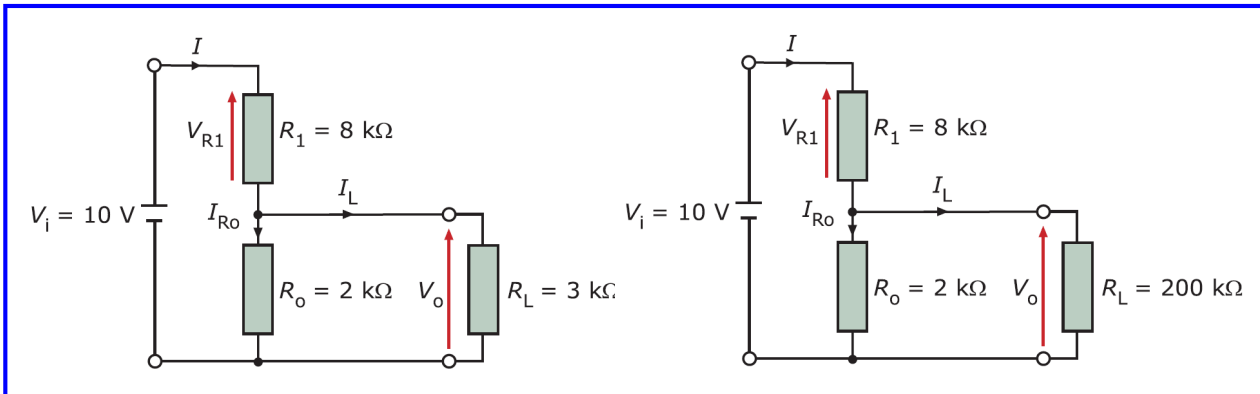 I
V_R1
R_1 = 8 kΩ
I_L
V_i = 10 V
I_Ro
R_o = 2 kΩ
V_o
R_L = 3 kΩ
I
V_R1
R_1 = 8 kΩ
I_L
V_i = 10 V
I_Ro
R_o = 2 kΩ
V_o
R_L = 200 kΩ